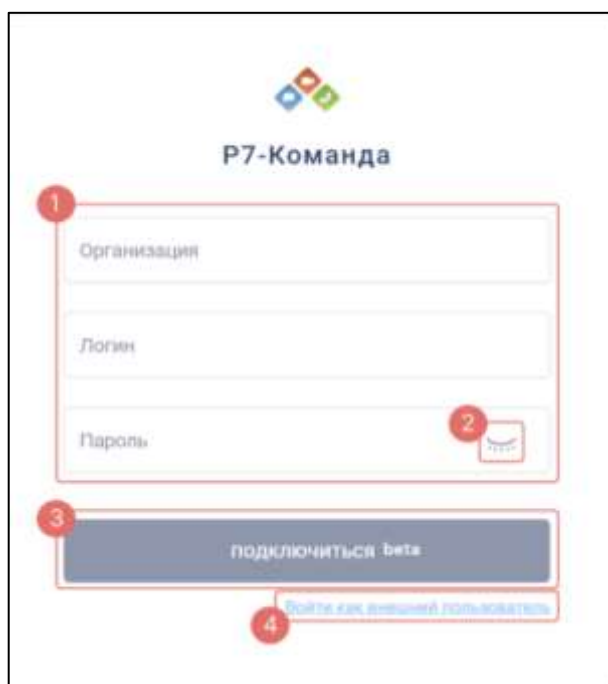 Р7-Команда
1
Организация
Логин
Пароль
2
3
подключиться beta
Войти как внешний пользователь
4